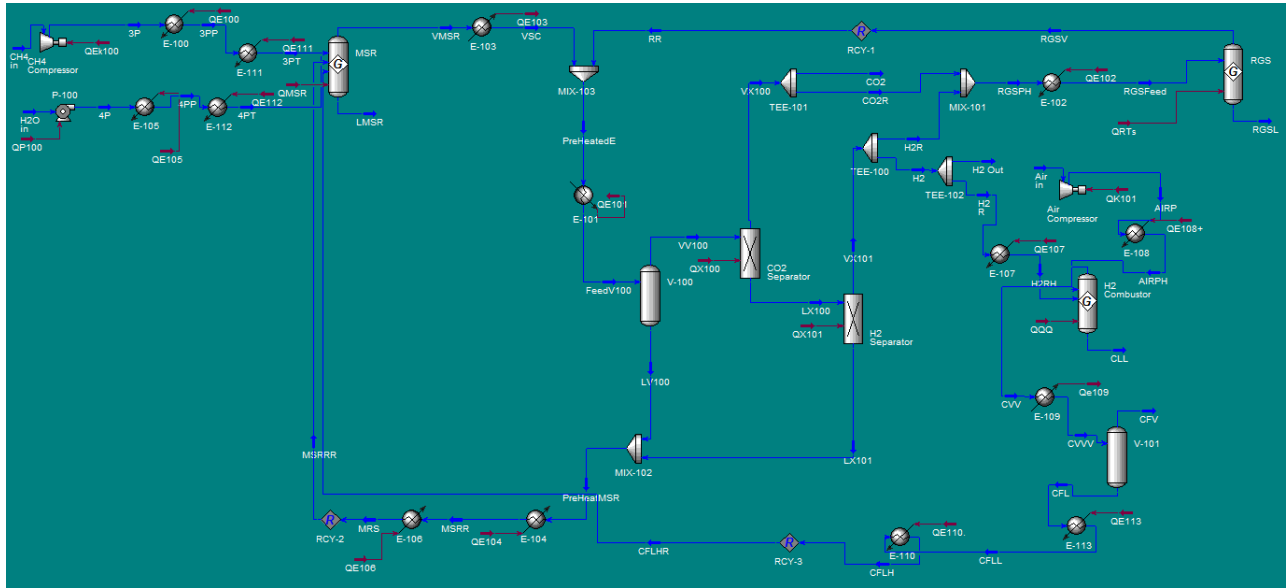 CH4
in
CH4
Compressor
QEk100
3P
E-100
QE100
3PP
E-111
QE111
3PT
MSR
G
QMSR
LMSR
H2O
in
P-100
QP100
4P
E-105
QE105
4PP
E-112
QE112
4PT
VMSR
E-103
QE103
VSC
MIX-103
RR
RCY-1
R
RGSV
PreHeatedE
E-101
QE101
FeedV100
V-100
VV100
QX100
CO2
Separator
VX100
TEE-101
CO2
CO2R
MIX-101
RGSPH
E-102
QE102
RGSFeed
RGS
G
QRTs
RGSL
TEE-100
H2R
H2
TEE-102
H2 Out
H2
R
LX100
QX101
H2
Separator
VX101
LX101
LV100
MIX-102
PreHeatMSR
E-107
QE107
H2RH
Air
in
Air
Compressor
QK101
AIRP
E-108
QE108+
AIRPH
H2
Combustor
G
QQQ
CLL
CVV
E-109
Qe109
CVVV
V-101
CFV
CFL
E-113
QE113
CFLL
E-110
QE110.
CFLH
RCY-3
R
CFLHR
E-104
QE104
MSRR
E-106
QE106
MRS
RCY-2
R
MSRRR